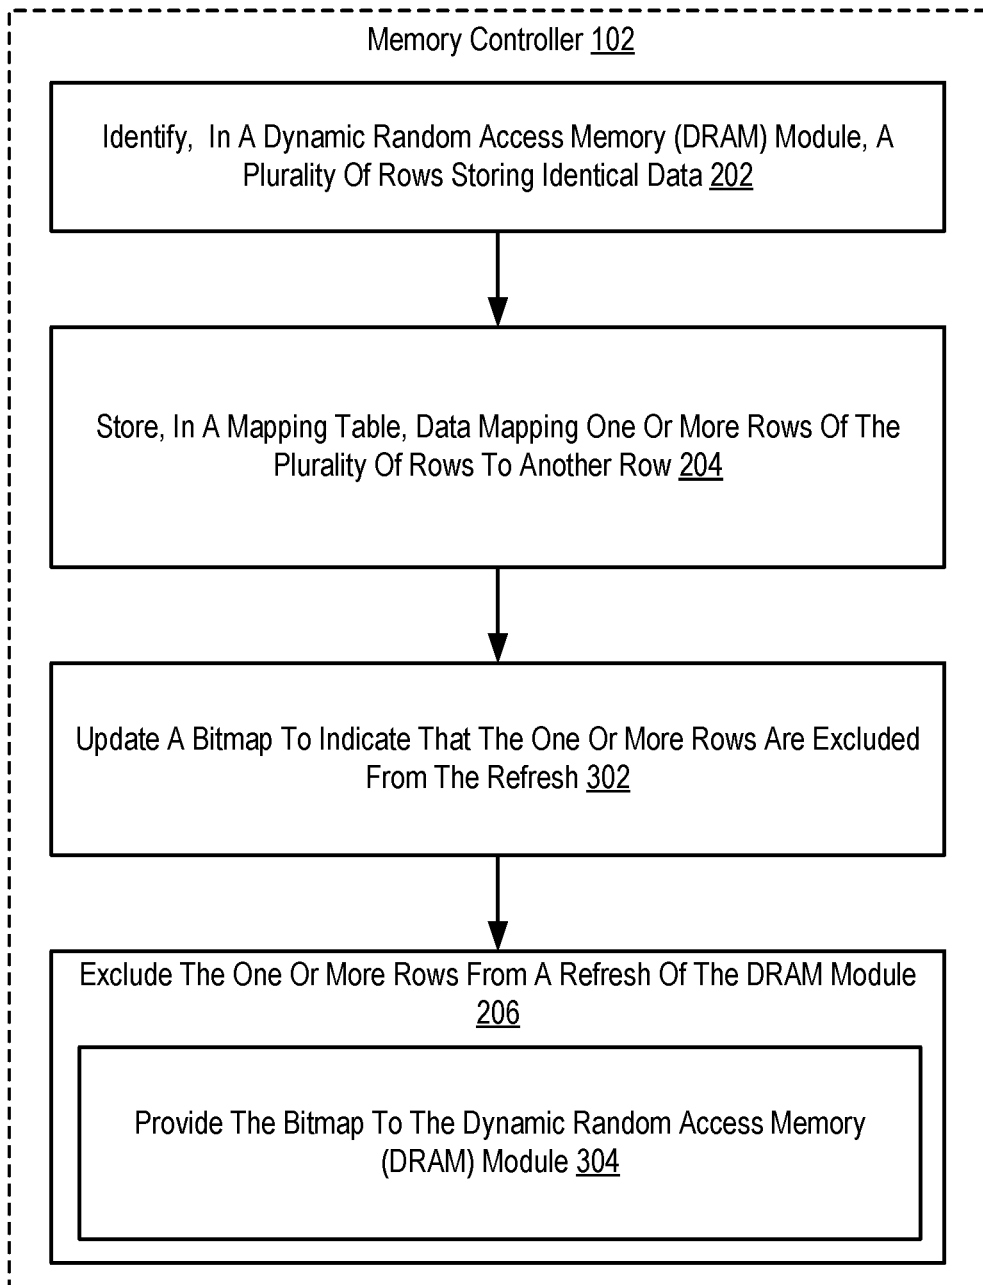 Memory Controller 102
Identify, In A Dynamic Random Access Memory (DRAM) Module, A
Plurality Of Rows Storing Identical Data 202
Store, In A Mapping Table, Data Mapping One Or More Rows Of The
Plurality Of Rows To Another Row 204
Update A Bitmap To Indicate That The One Or More Rows Are Excluded
From The Refresh 302
Exclude The One Or More Rows From A Refresh Of The DRAM Module
206
Provide The Bitmap To The Dynamic Random Access Memory
(DRAM) Module 304